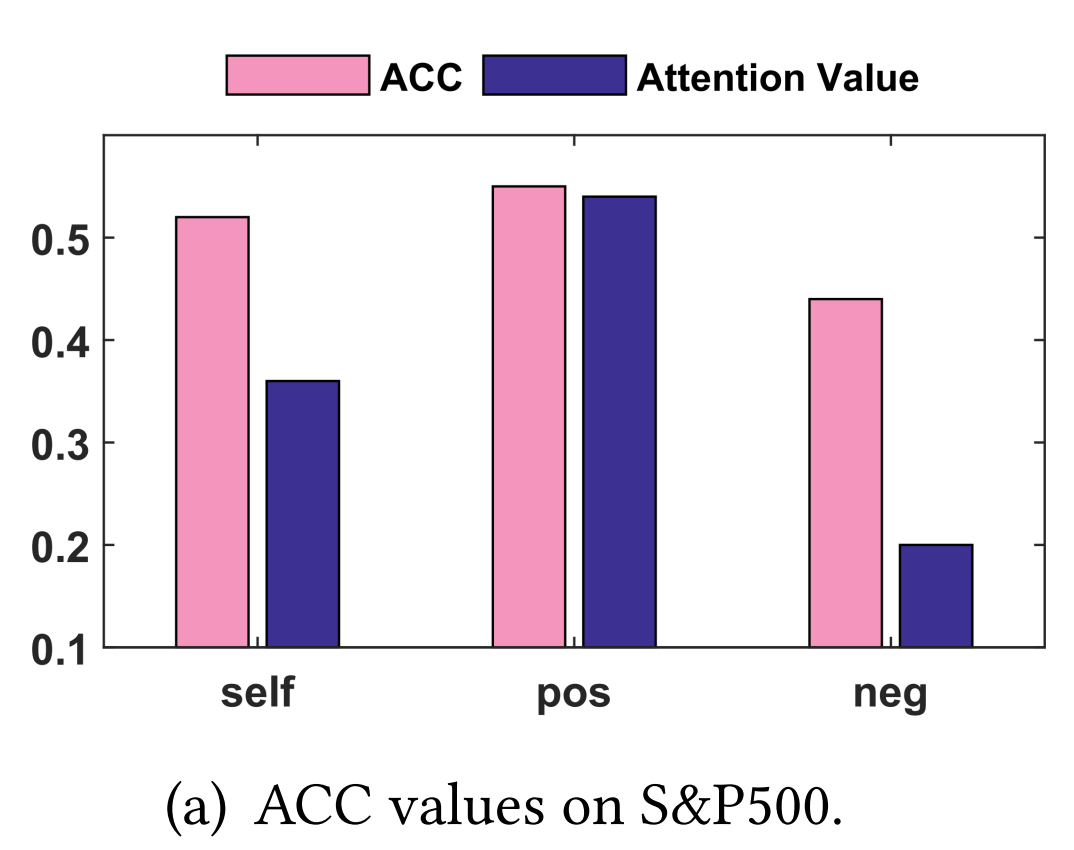 ACC Attention Value
0.5
0.4
0.3
0.2
0.1
self pos neg
(a) ACC values on S&P500.